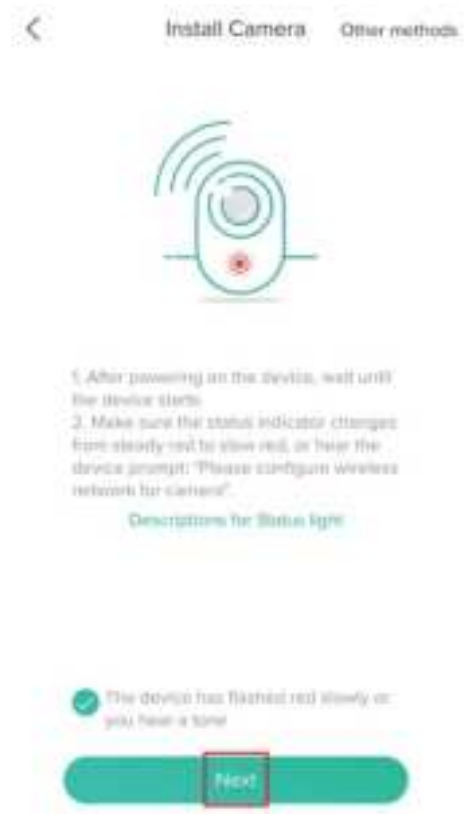 Install Camera Other methods
1. After powering on the device, wait until
the device starts.
2. Make sure the status indicator changes
from steady red to slow red, or hear the
device prompt: "Please configure wireless
network for camera".
Descriptions for Status light
The device has flashed red slowly or
you hear a tone
Next